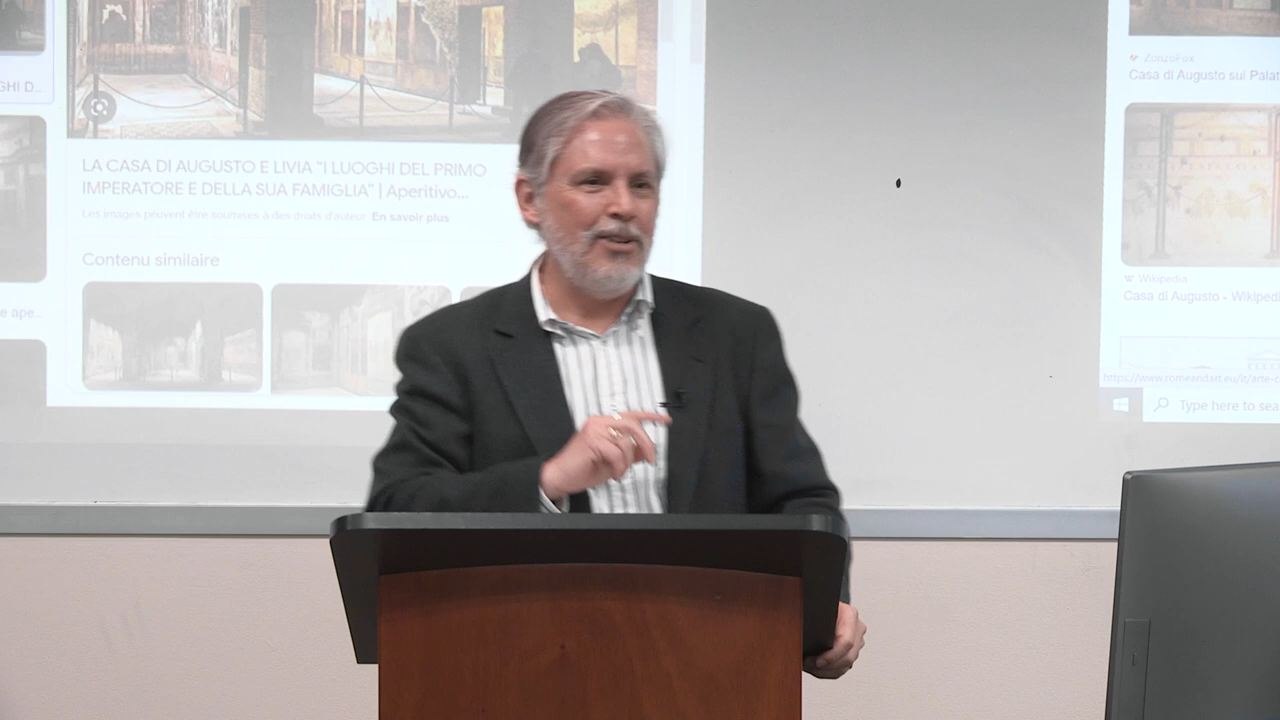 GHI D...
e ape...
LA CASA DI AUGUSTO E LIVIA "I LUOGHI DEL PRIMO
IMPERATORE E DELLA SUA FAMIGLIA" | Aperitivo...
Les images peuvent être soumises à des droits d'auteur. En savoir plus
Contenu similaire
ZonzoFox
Casa di Augusto sul Palat
W Wikipedia
Casa di Augusto - Wikiped
https://www.romeandart.eu/it/arte-c
Type here to sea